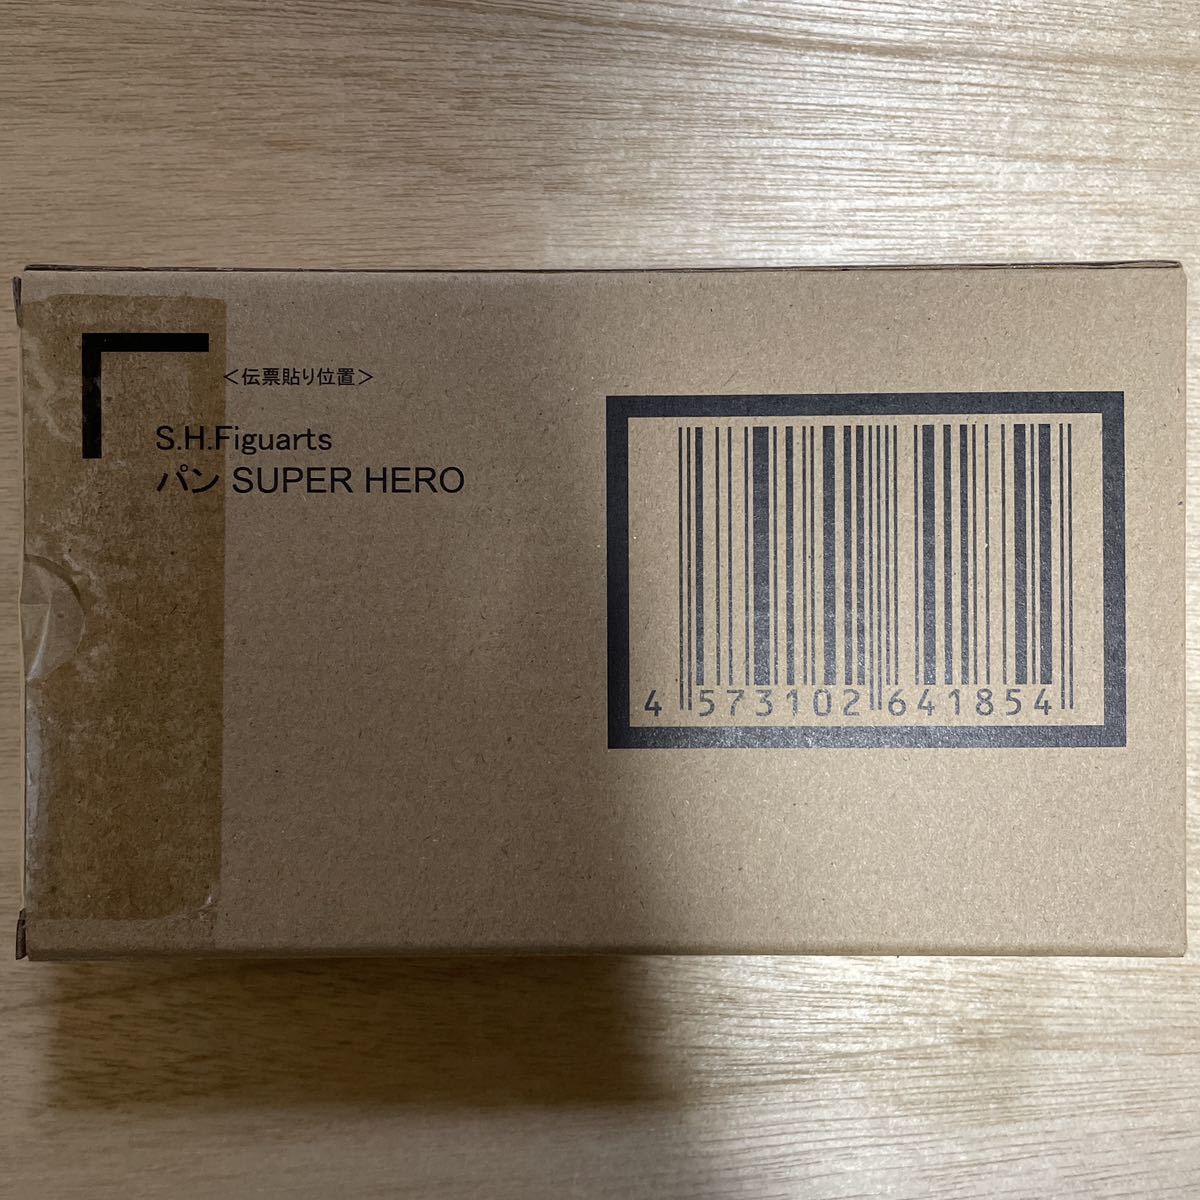 ＜伝票貼り位置＞
S.H.Figuarts
パン SUPER HERO
4 573102 641854